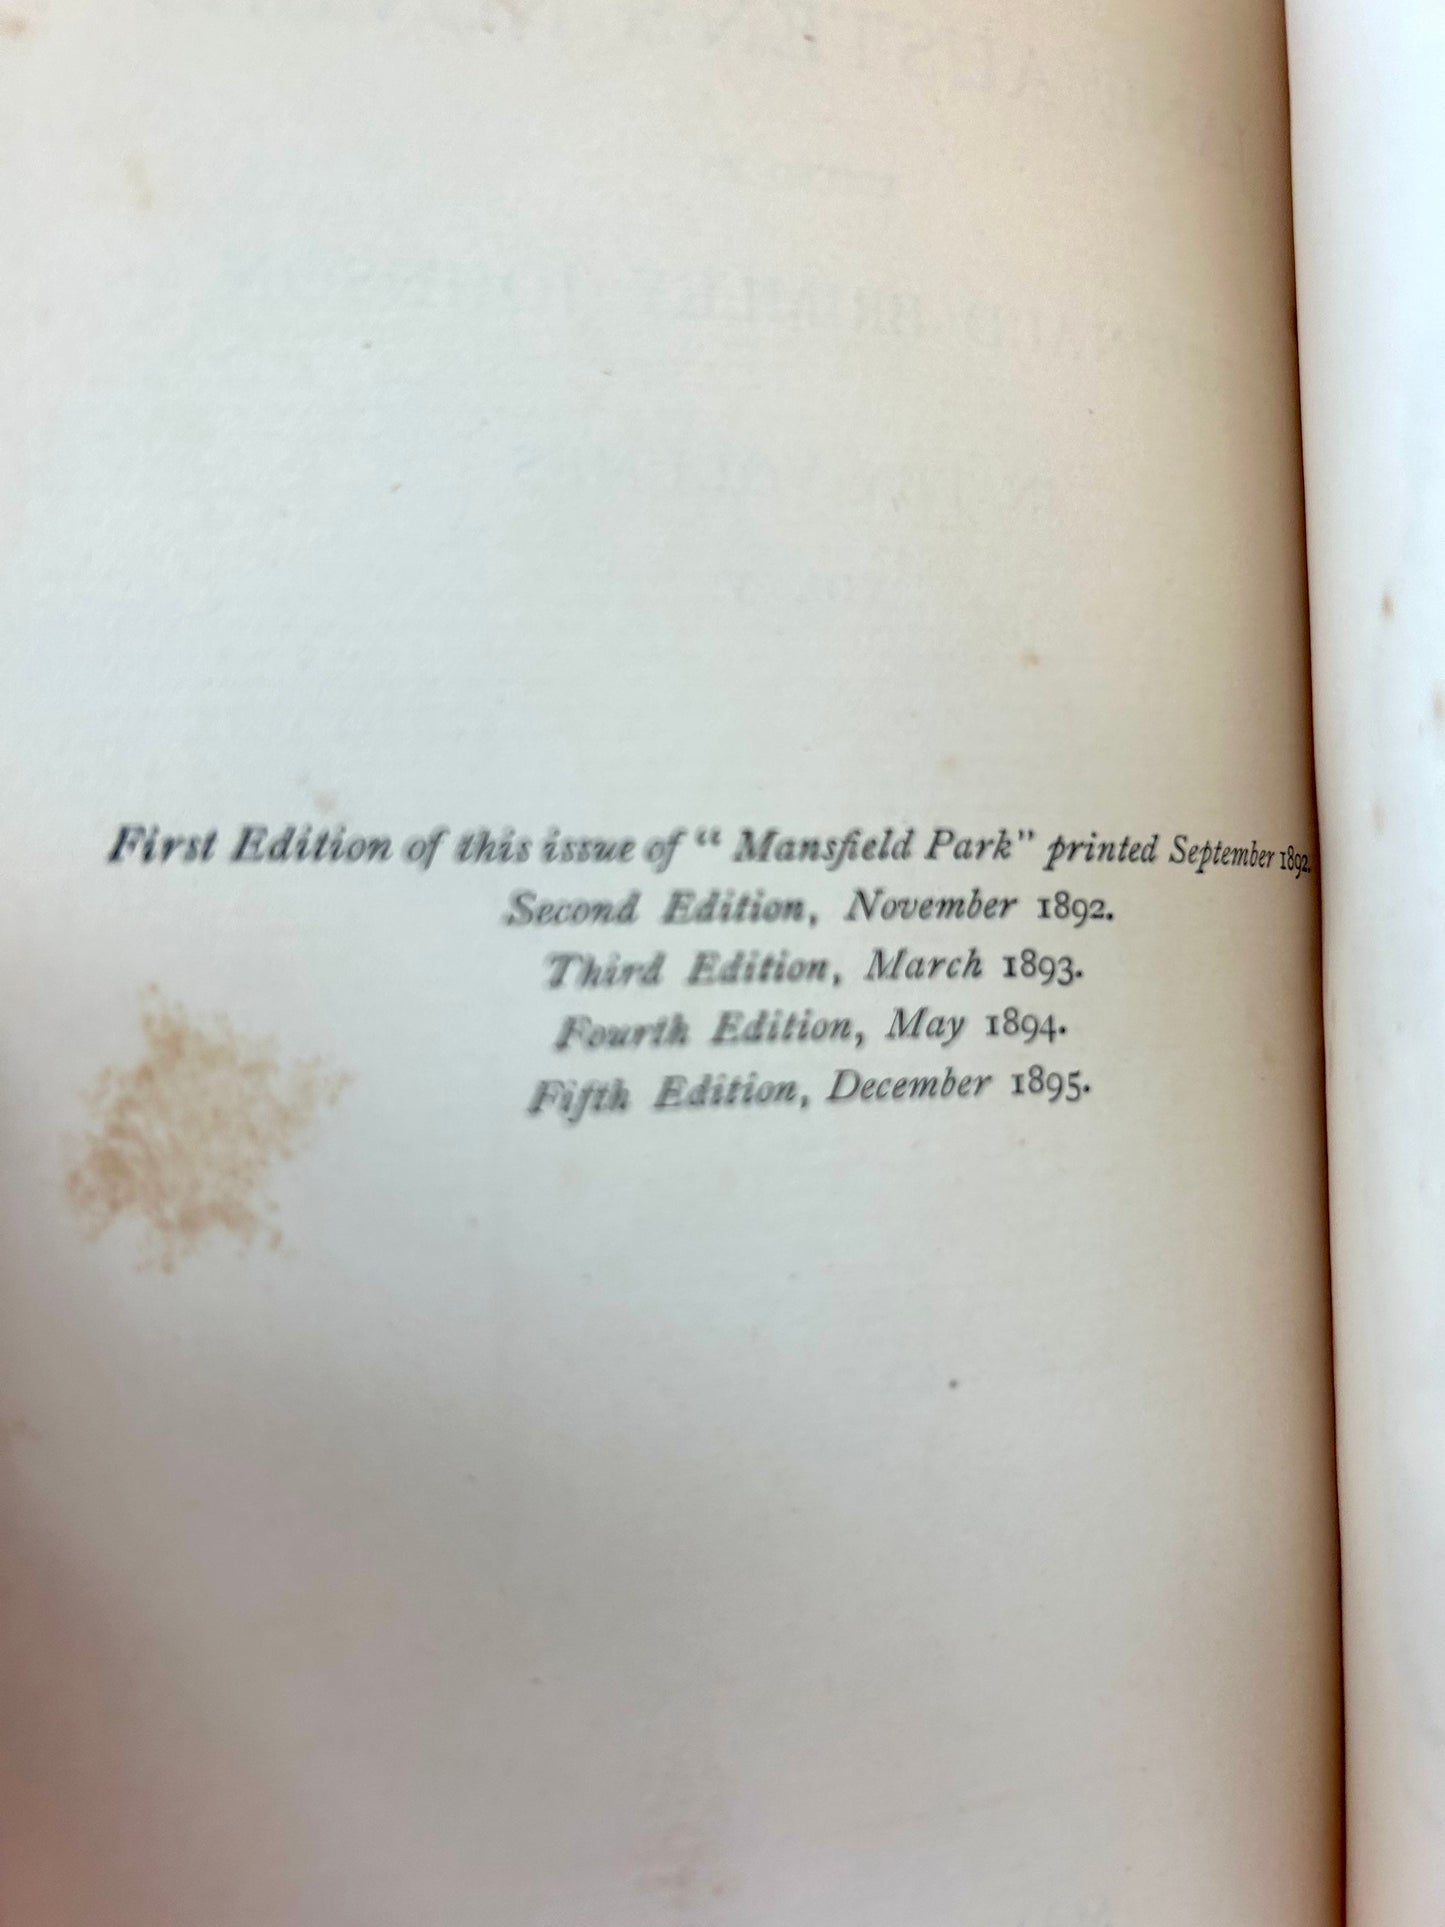 First Edition of this issue of “ Mansfield Park” printed September 1892.
Second Edition, November 1892.
Third Edition, March 1893.
Fourth Edition, May 1894.
Fifth Edition, December 1895.